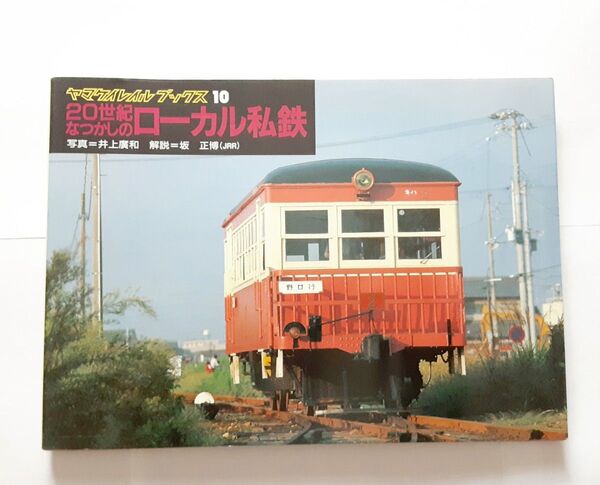 ヤマケイレイル ブックス 10
20世紀
なつかしの
ローカル私鉄
写真＝井上廣和 解説＝坂 正博(JRR)
野口行